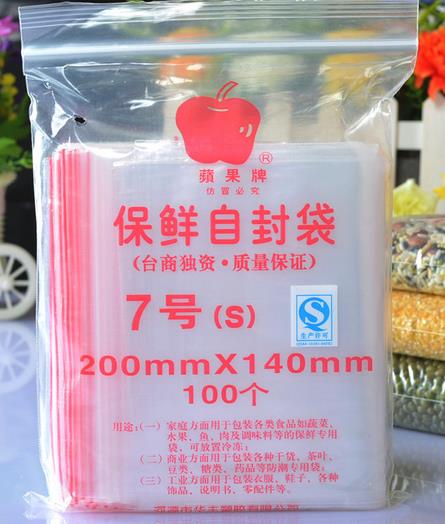 ®
蘋果牌
仿冒必究
保鲜自封袋
(台商独资·质量保证)
7号(S)
生产许可
200mmX140mm
100个
用途:(一)家庭方面用于包装各类食品如蔬菜、
水果、鱼、肉及调味料等的保鲜专用
袋、可放置冷冻;
(二)商业方面用于包装各种干货、茶叶、
豆类、糖类、药品等防潮专用袋;
(三)工业方面用于包装衣服、鞋子、各种
饰品、说明书、零配件等。